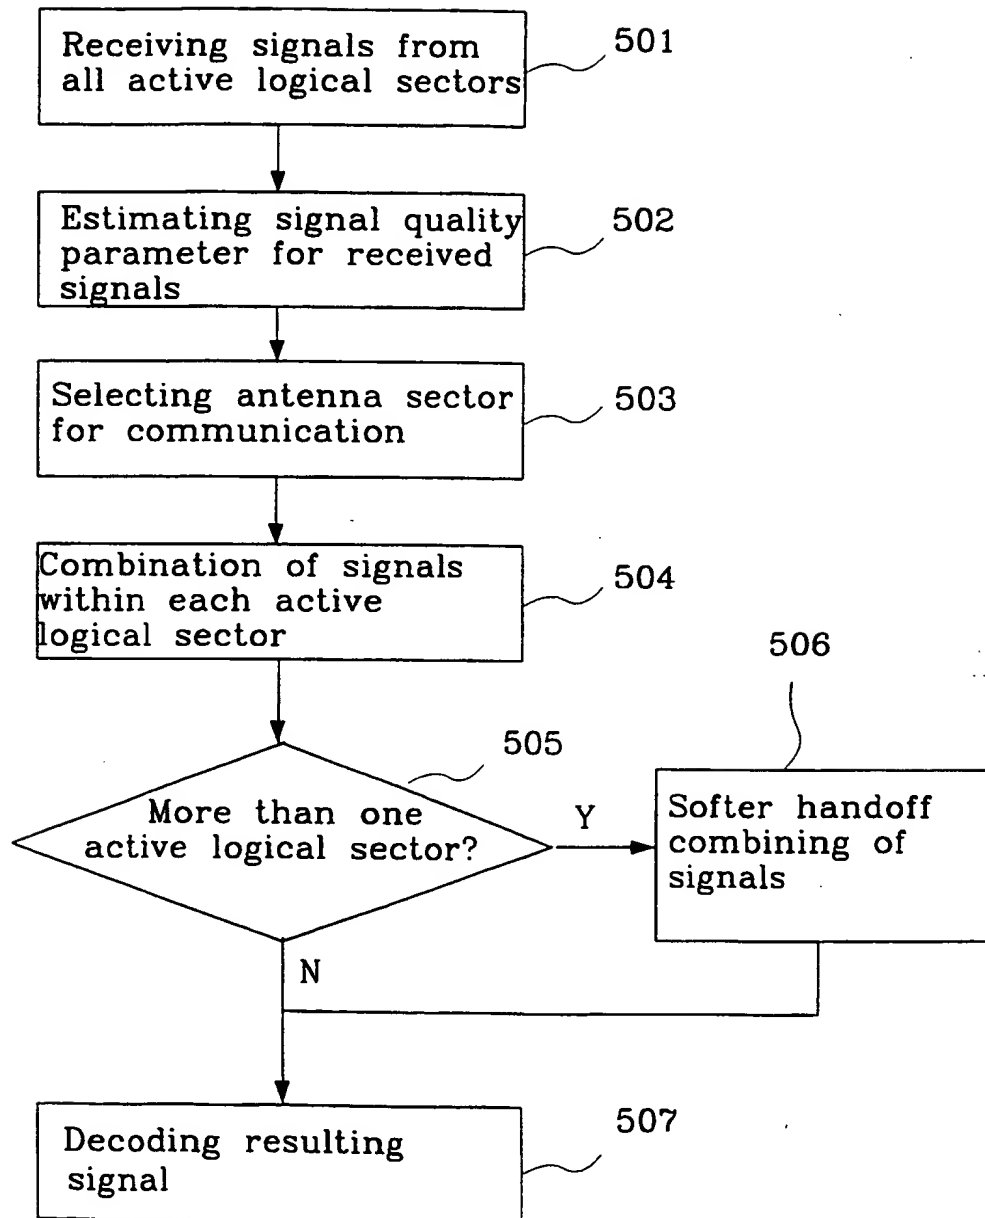 Receiving signals from
all active logical sectors
501
Estimating signal quality
parameter for received
signals
502
Selecting antenna sector
for communication
503
Combination of signals
within each active
logical sector
504
506
505
More than one
active logical sector?
Y
Softer handoff
combining of
signals
N
Decoding resulting
signal
507